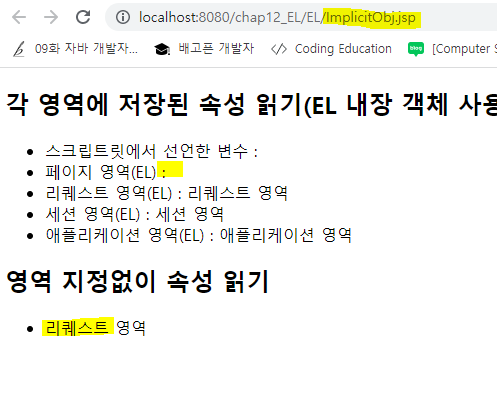 localhost:8080/chap12_EL/EL/ImplicitObj.jsp
09화 자바 개발자... 배고픈 개발자 Coding Education [Computer S
각 영역에 저장된 속성 읽기(EL 내장 객체 사용
스크립트릿에서 선언한 변수 :
페이지 영역(EL) :
리퀘스트 영역(EL) : 리퀘스트 영역
세션 영역(EL) : 세션 영역
애플리케이션 영역(EL) : 애플리케이션 영역
영역 지정없이 속성 읽기
리퀘스트 영역